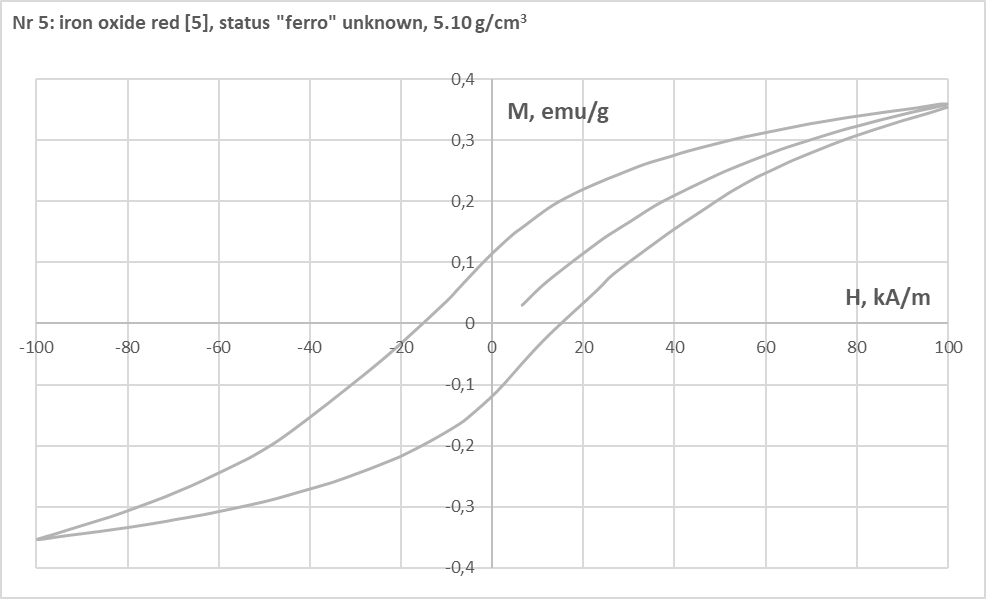 Nr 5: iron oxide red [5], status "ferro" unknown, 5.10 g/cm³
0,4
M, emu/g
0,3
0,2
0,1
H, kA/m
0
-100 -80 -60 -40 -20 0 20 40 60 80 100
-0,1
-0,2
-0,3
-0,4